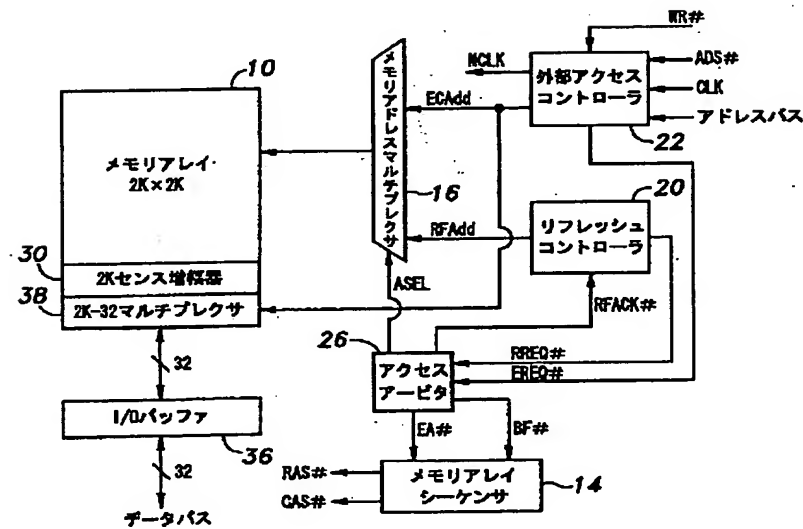 WR#
10
メモリアレイ
2K×2K
30
2Kセンス増幅器
38
2K-32マルチプレクサ
32
I/Oバッファ
36
32
データバス
メモリアドレスマルチプレクサ
16
MCLK
ECAdd
外部アクセス
コントローラ
22
ADS#
CLK
アドレスバス
20
リフレッシュ
コントローラ
RFAdd
ASEL
RFACK#
26
アクセス
アービタ
RREQ#
EREQ#
EA#
BF#
RAS#
CAS#
メモリアレイ
シーケンサ
14